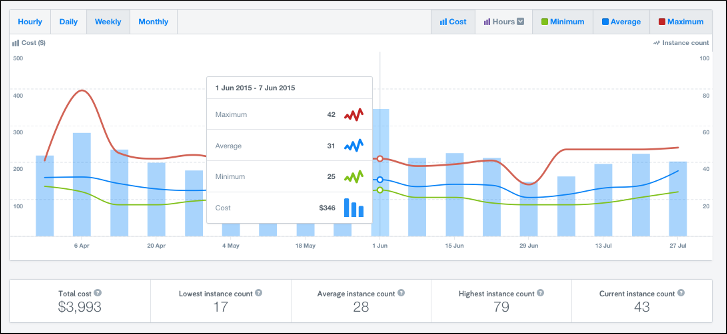 Hourly Daily Weekly Monthly Cost Hours Minimum Average Maximum
Cost ($) Instance count
500 100
400 80
300 60
200 40
100 20
1 Jun 2015 - 7 Jun 2015
Maximum 42
Average 31
Minimum 25
Cost $346
6 Apr 20 Apr 4 May 18 May 1 Jun 15 Jun 29 Jun 13 Jul 27 Jul
Total cost ? Lowest instance count ? Average instance count ? Highest instance count ? Current instance count ?
$3,993 17 28 79 43